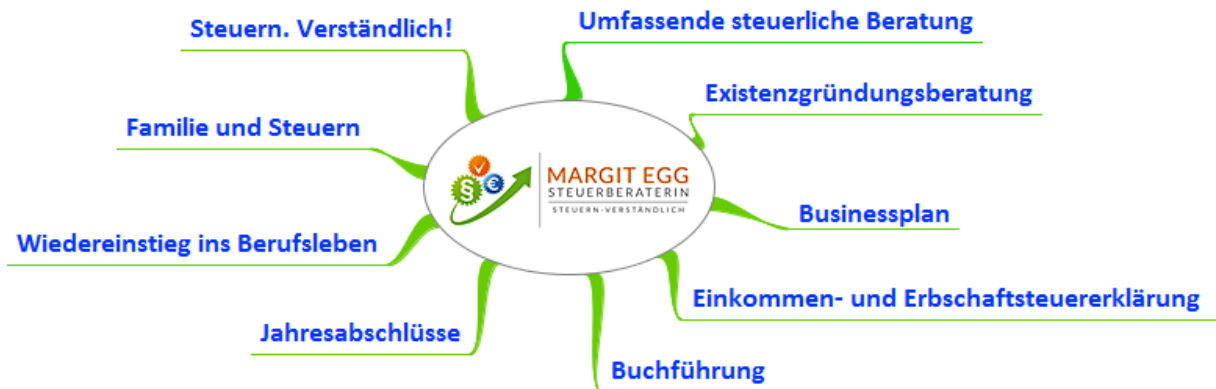 Steuern. Verständlich!
Umfassende steuerliche Beratung
Existenzgründungsberatung
Familie und Steuern
§
€
MARGIT EGG
STEUERBERATERIN
STEUERN-VERSTÄNDLICH
Businessplan
Wiedereinstieg ins Berufsleben
Einkommen- und Erbschaftsteuererklärung
Jahresabschlüsse
Buchführung